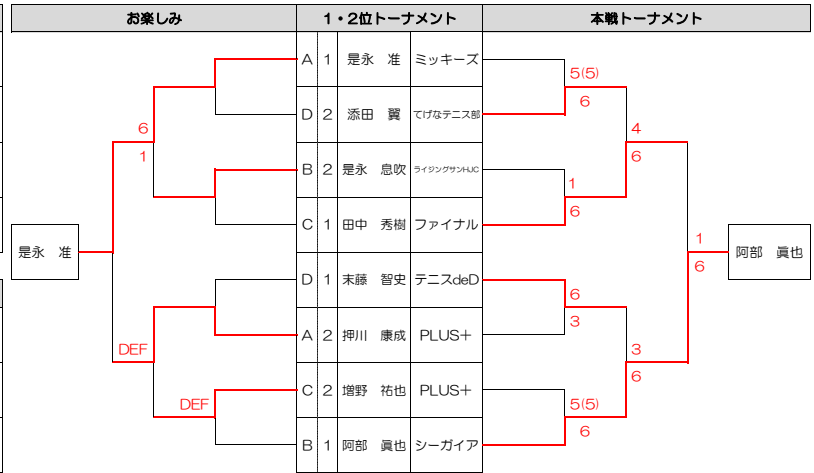 お楽しみ 1・2位トーナメント 本戦トーナメント
A 1 是永 准 ミッキーズ
5(5)
D 2 添田 翼 てげなテニス部
6
6 4
1 6
B 2 是永 息吹 ライジングサンHJC
1
6
C 1 田中 秀樹 ファイナル
是永 准 1 阿部 眞也
6
D 1 末藤 智史 テニスdeD
6
3
A 2 押川 康成 PLUS+
DEF 3
6
C 2 増野 祐也 PLUS+
DEF 5(5)
6
B 1 阿部 眞也 シーガイア